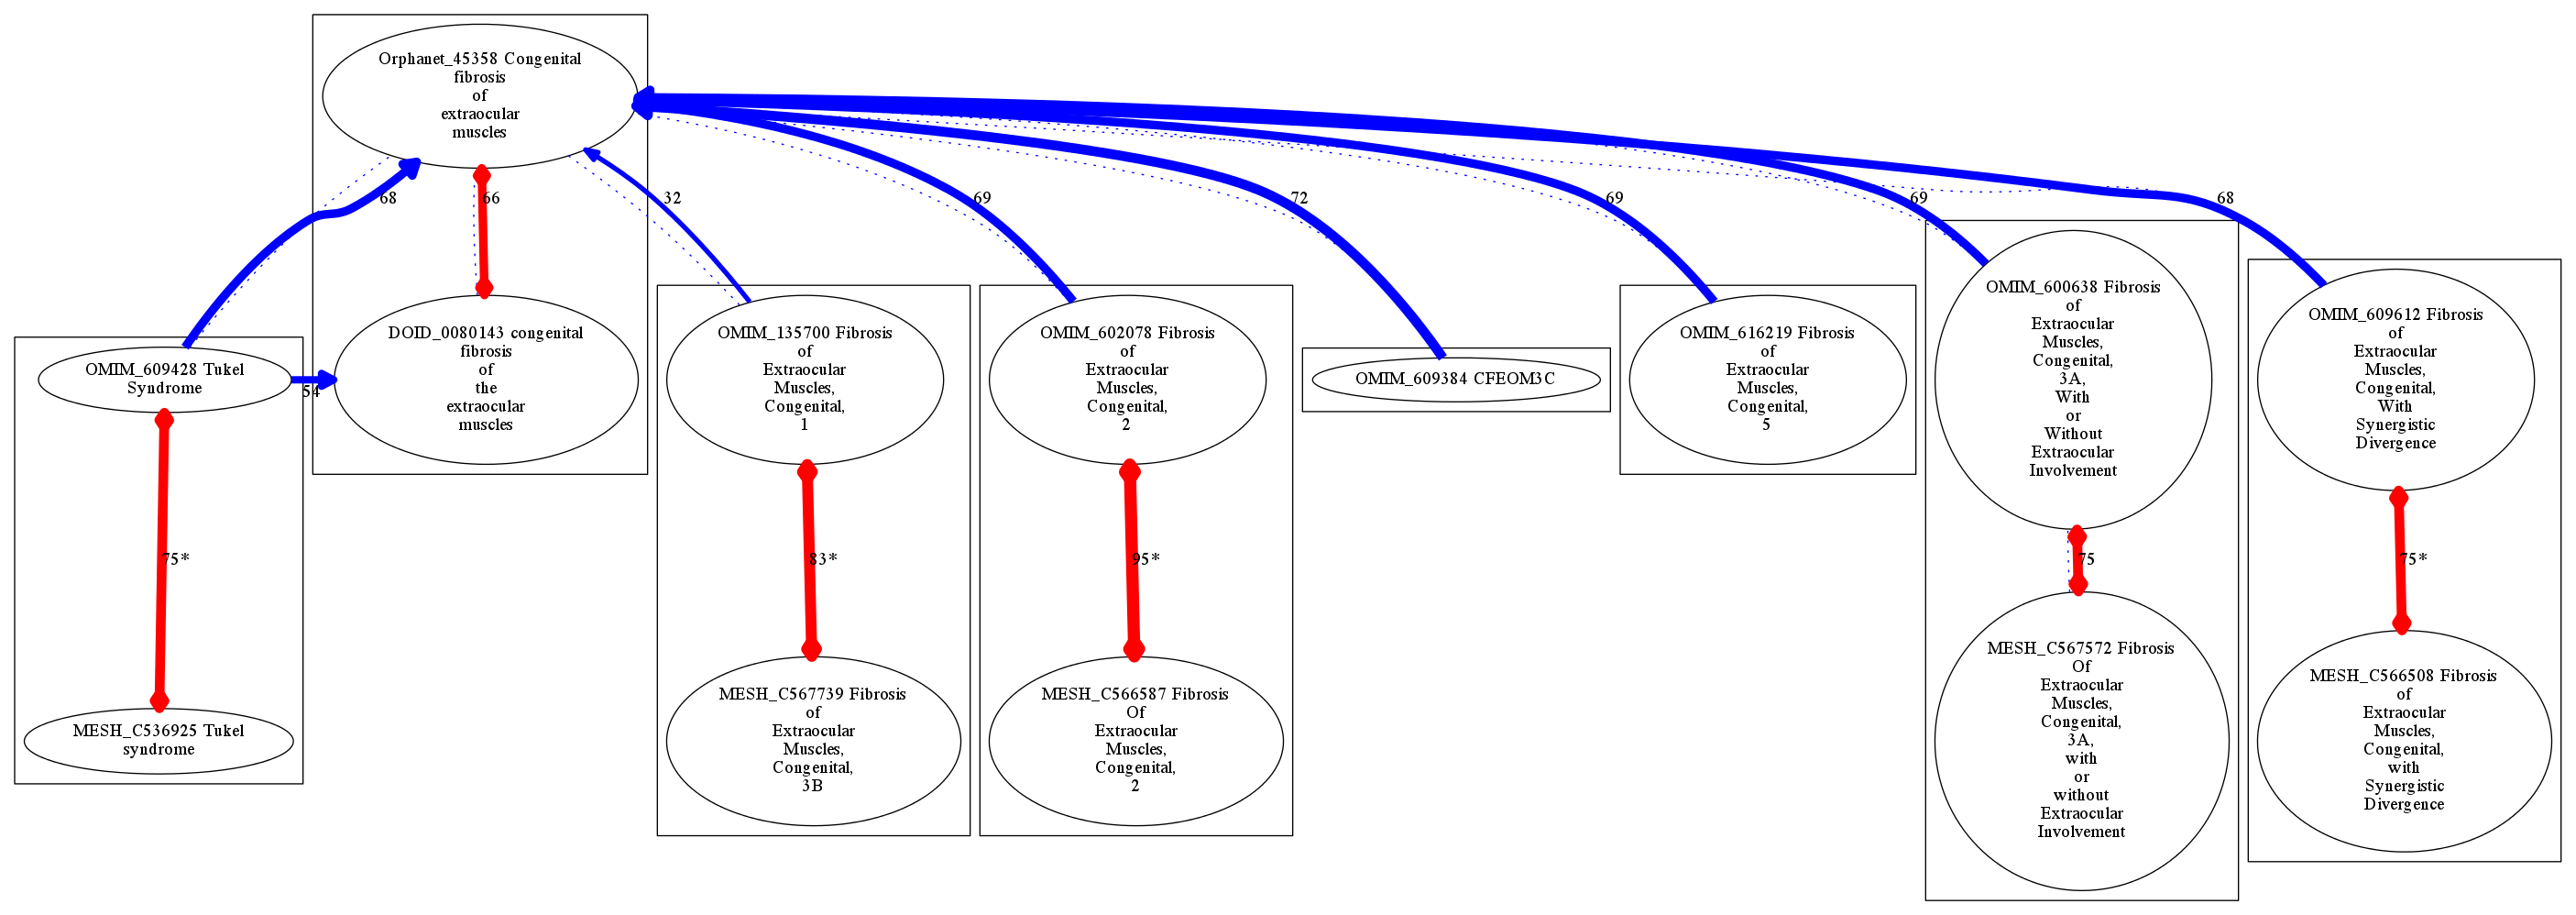 Orphanet_45358 Congenital
fibrosis
of
extraocular
muscles
68
66
32
69
72
69
69
68
OMIM_609428 Tukel
Syndrome
54
DOID_0080143 congenital
fibrosis
of
the
extraocular
muscles
OMIM_135700 Fibrosis
of
Extraocular
Muscles,
Congenital,
1
OMIM_602078 Fibrosis
of
Extraocular
Muscles,
Congenital,
2
OMIM_609384 CFEOM3C
OMIM_616219 Fibrosis
of
Extraocular
Muscles,
Congenital,
5
OMIM_600638 Fibrosis
of
Extraocular
Muscles,
Congenital,
3A,
With
or
Without
Extraocular
Involvement
OMIM_609612 Fibrosis
of
Extraocular
Muscles,
Congenital,
With
Synergistic
Divergence
75*
83*
95*
75
75*
MESH_C536925 Tukel
syndrome
MESH_C567739 Fibrosis
of
Extraocular
Muscles,
Congenital,
3B
MESH_C566587 Fibrosis
Of
Extraocular
Muscles,
Congenital,
2
MESH_C567572 Fibrosis
Of
Extraocular
Muscles,
Congenital,
3A,
with
or
without
Extraocular
Involvement
MESH_C566508 Fibrosis
of
Extraocular
Muscles,
Congenital,
with
Synergistic
Divergence